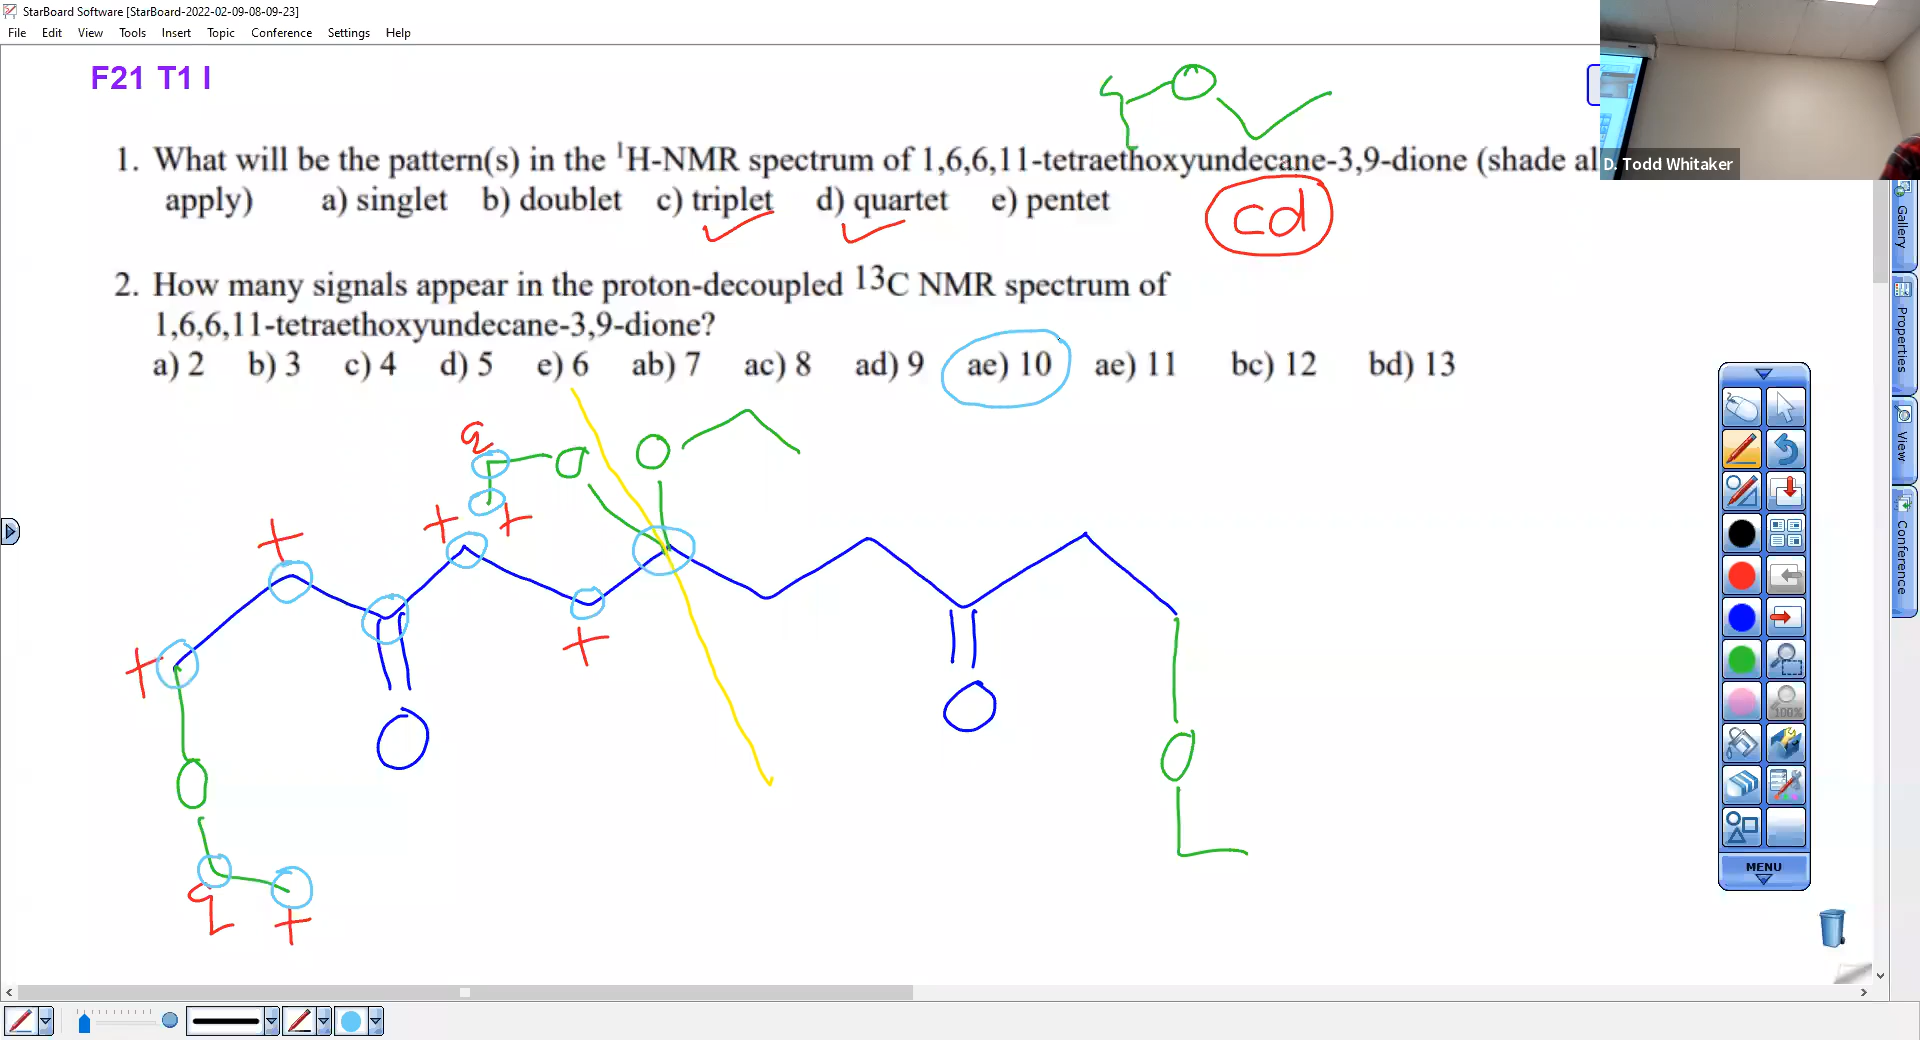 StarBoard Software [StarBoard-2022-02-09-08-09-23]
File Edit View Tools Insert Topic Conference Settings Help
F21 T1 I
O
1. What will be the pattern(s) in the ¹H-NMR spectrum of 1,6,6,11-tetraethoxyundecane-3,9-dione (shade al
D. Todd Whitaker
apply) a) singlet b) doublet c) triplet d) quartet e) pentet
cd
2. How many signals appear in the proton-decoupled 13C NMR spectrum of
1,6,6,11-tetraethoxyundecane-3,9-dione?
a) 2 b) 3 c) 4 d) 5 e) 6 ab) 7 ac) 8 ad) 9 ae) 10 ae) 11 bc) 12 bd) 13
q
O O
t t t
t
t
O O
O O
q t
Gallery
Properties
View
Conference
100%
MENU